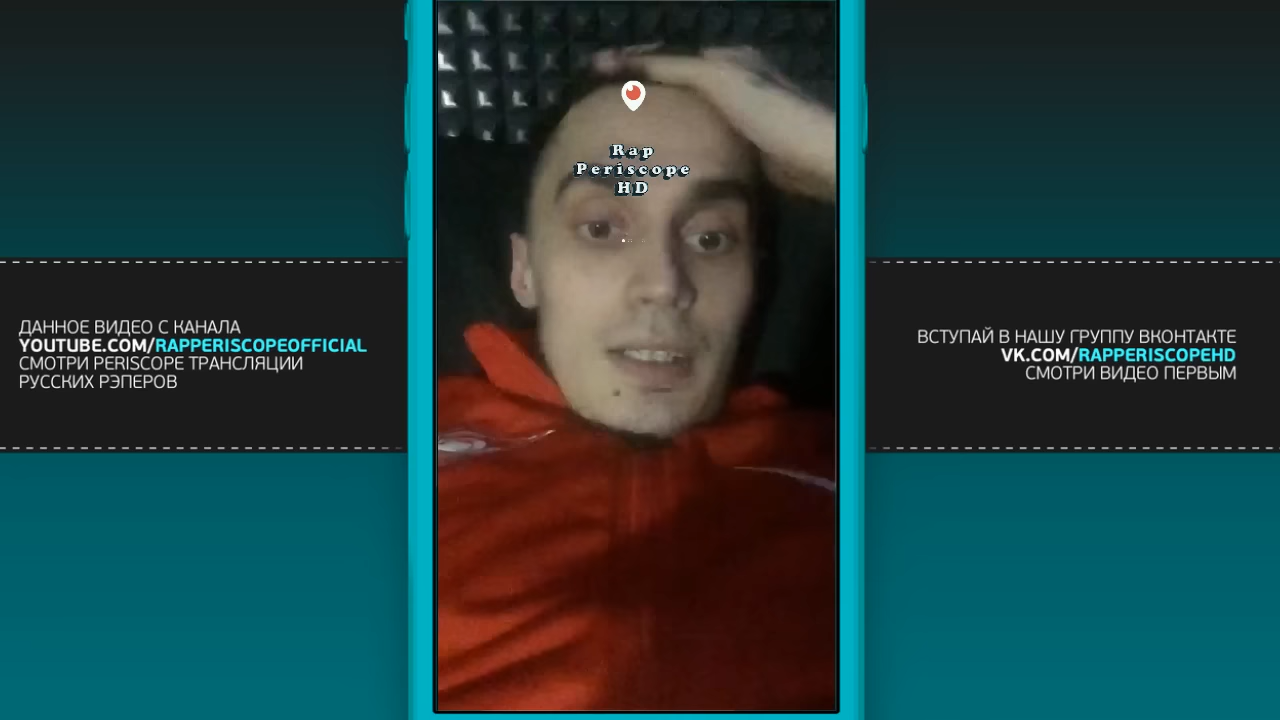 Rap
Periscope
HD
ДАННОЕ ВИДЕО С КАНАЛА
YOUTUBE.COM/RAPPERISCOPEOFFICIAL
СМОТРИ PERISCOPE ТРАНСЛЯЦИИ
РУССКИХ РЭПЕРОВ
ВСТУПАЙ В НАШУ ГРУППУ ВКОНТАКТЕ
VK.COM/RAPPERISCOPEHD
СМОТРИ ВИДЕО ПЕРВЫМ